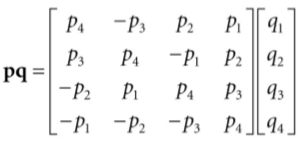 pq = [ p₄ −p₃ p₂ p₁ ] [ q₁ ]
[ p₃ p₄ −p₁ p₂ ] [ q₂ ]
[ −p₂ p₁ p₄ p₃ ] [ q₃ ]
[ −p₁ −p₂ −p₃ p₄ ] [ q₄ ]